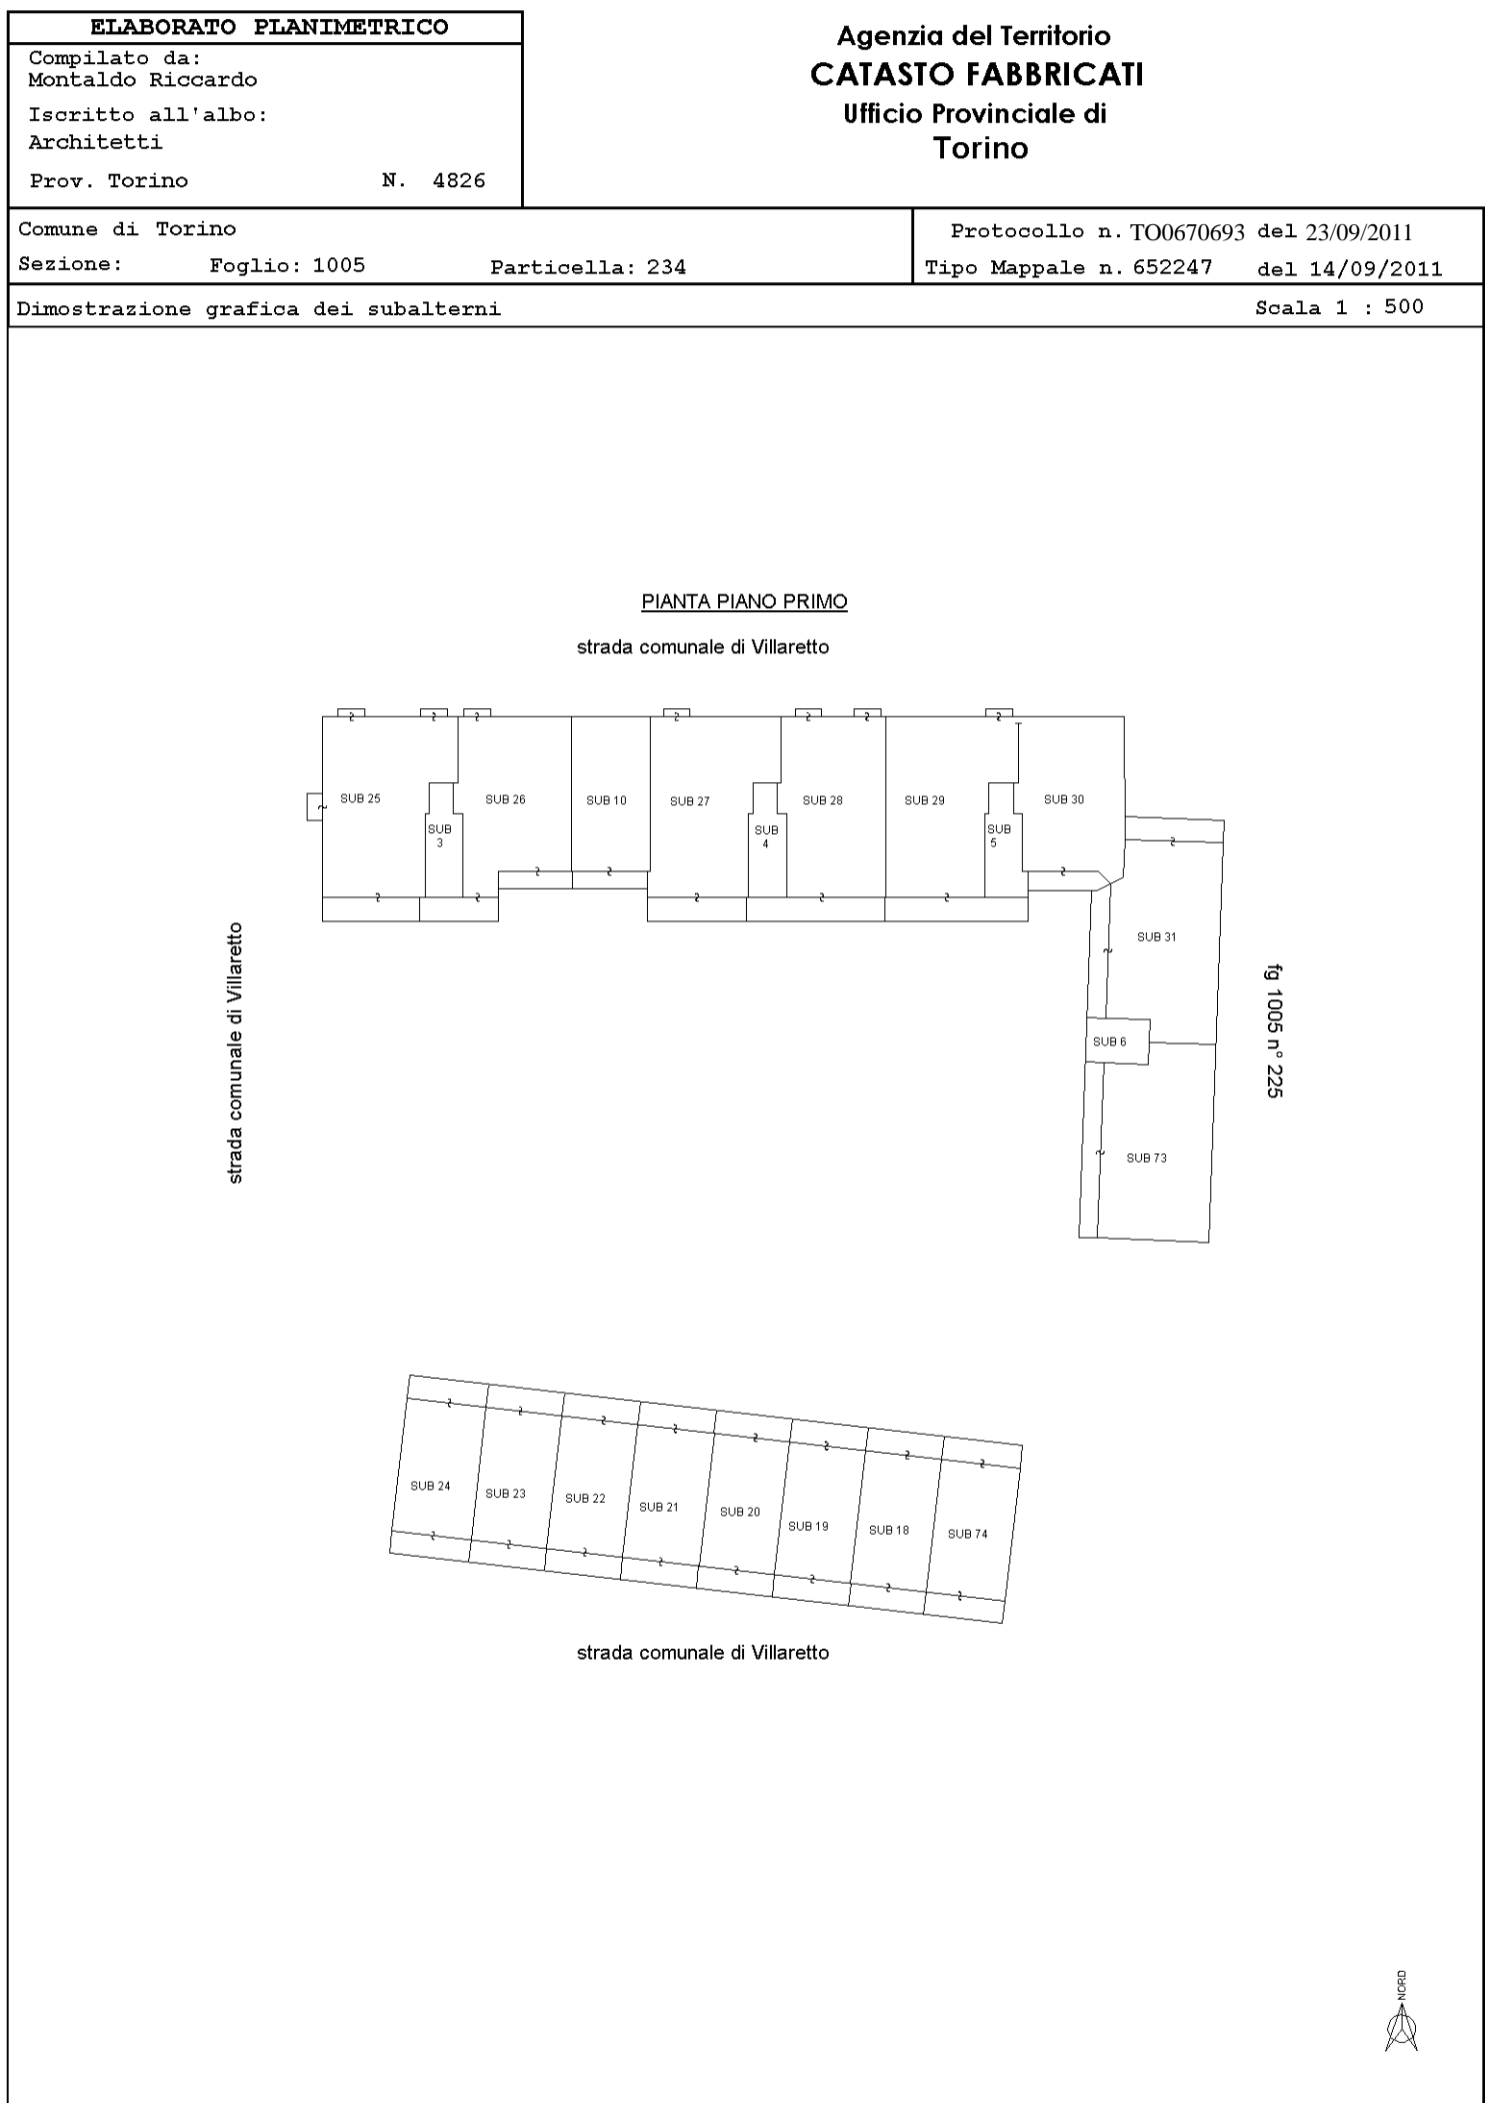 ELABORATO PLANIMETRICO
Compilato da:
Montaldo Riccardo
Iscritto all'albo:
Architetti
Prov. Torino N. 4826
Agenzia del Territorio
CATASTO FABBRICATI
Ufficio Provinciale di
Torino
Comune di Torino
Sezione: Foglio: 1005 Particella: 234
Protocollo n. TO0670693 del 23/09/2011
Tipo Mappale n. 652247 del 14/09/2011
Dimostrazione grafica dei subalterni Scala 1 : 500
PIANTA PIANO PRIMO
strada comunale di Villaretto
SUB 25
SUB 26
SUB 10
SUB 27
SUB 28
SUB 29
SUB 30
SUB
3
SUB
4
SUB
5
SUB 31
SUB 6
SUB 73
strada comunale di Villaretto
fg 1005 n° 225
SUB 24
SUB 23
SUB 22
SUB 21
SUB 20
SUB 19
SUB 18
SUB 74
strada comunale di Villaretto
NORD